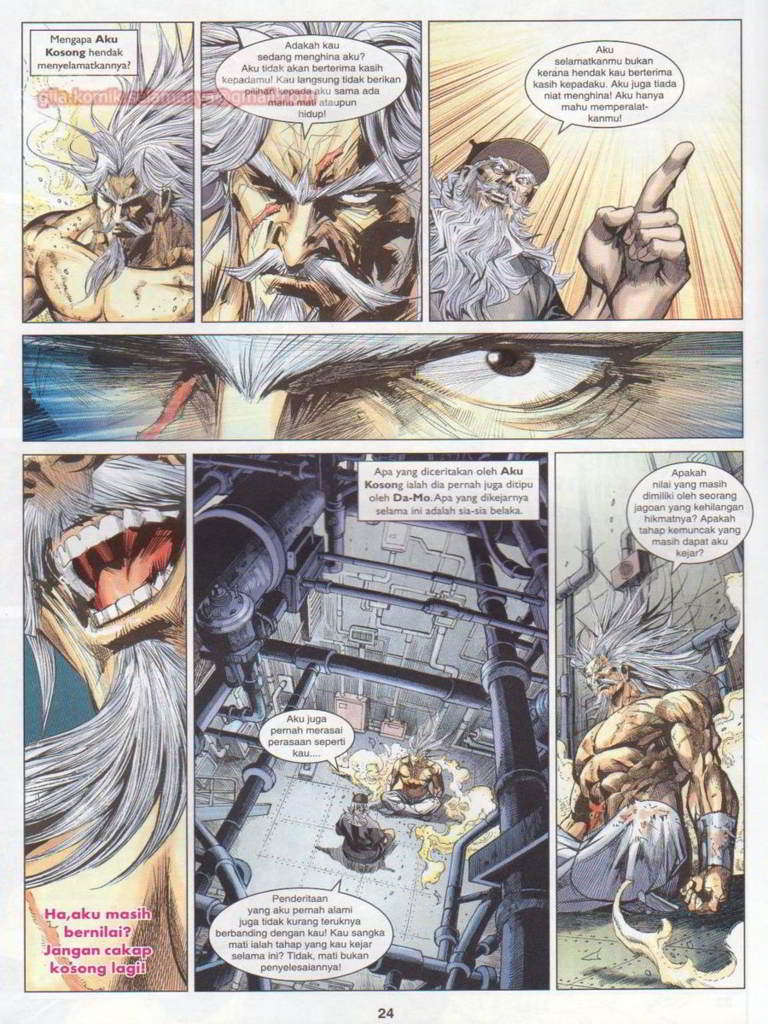 Mengapa Aku
Kosong hendak
menyelamatkannya?
Adakah kau
sedang menghina aku?
Aku tidak akan berterima kasih
kepadamu! Kau langsung tidak berikan
pilihan kepada aku sama ada
mahu mati ataupun
hidup!
Aku
selamatkanmu bukan
kerana hendak kau berterima
kasih kepadaku. Aku juga tiada
niat menghina! Aku hanya
mahu memperalat-
kanmu!
Ha,aku masih
bernilai?
Jangan cakap
kosong lagi!
Apa yang diceritakan oleh Aku
Kosong ialah dia pernah juga ditipu
oleh Da-Mo.Apa yang dikejarnya
selama ini adalah sia-sia belaka.
Aku juga
pernah merasai
perasaan seperti
kau....
Penderitaan
yang aku pernah alami
juga tidak kurang teruknya
berbanding dengan kau! Kau sangka
mati ialah tahap yang kau kejar
selama ini? Tidak, mati bukan
penyelesaiannya!
Apakah
nilai yang masih
dimiliki oleh seorang
jagoan yang kehilangan
hikmatnya? Apakah
tahap kemuncak yang
masih dapat aku
kejar?
24